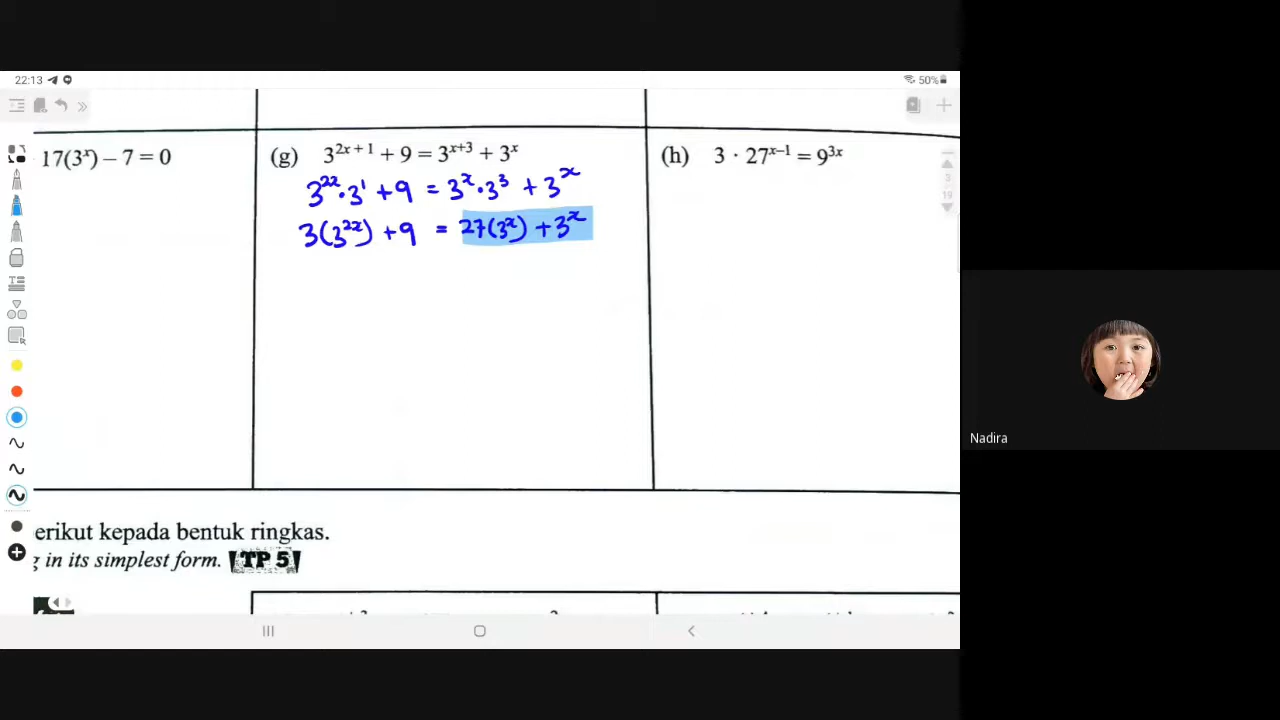 22:13
50%
17(3ˣ) – 7 = 0
(g) 3²ˣ⁺¹ + 9 = 3ˣ⁺³ + 3ˣ
3²ˣ · 3¹ + 9 = 3ˣ · 3³ + 3ˣ
3(3²ˣ) + 9 = 27(3ˣ) + 3ˣ
(h) 3 · 27ˣ⁻¹ = 9³ˣ
3
19
Nadira
erikut kepada bentuk ringkas.
g in its simplest form. TP 5